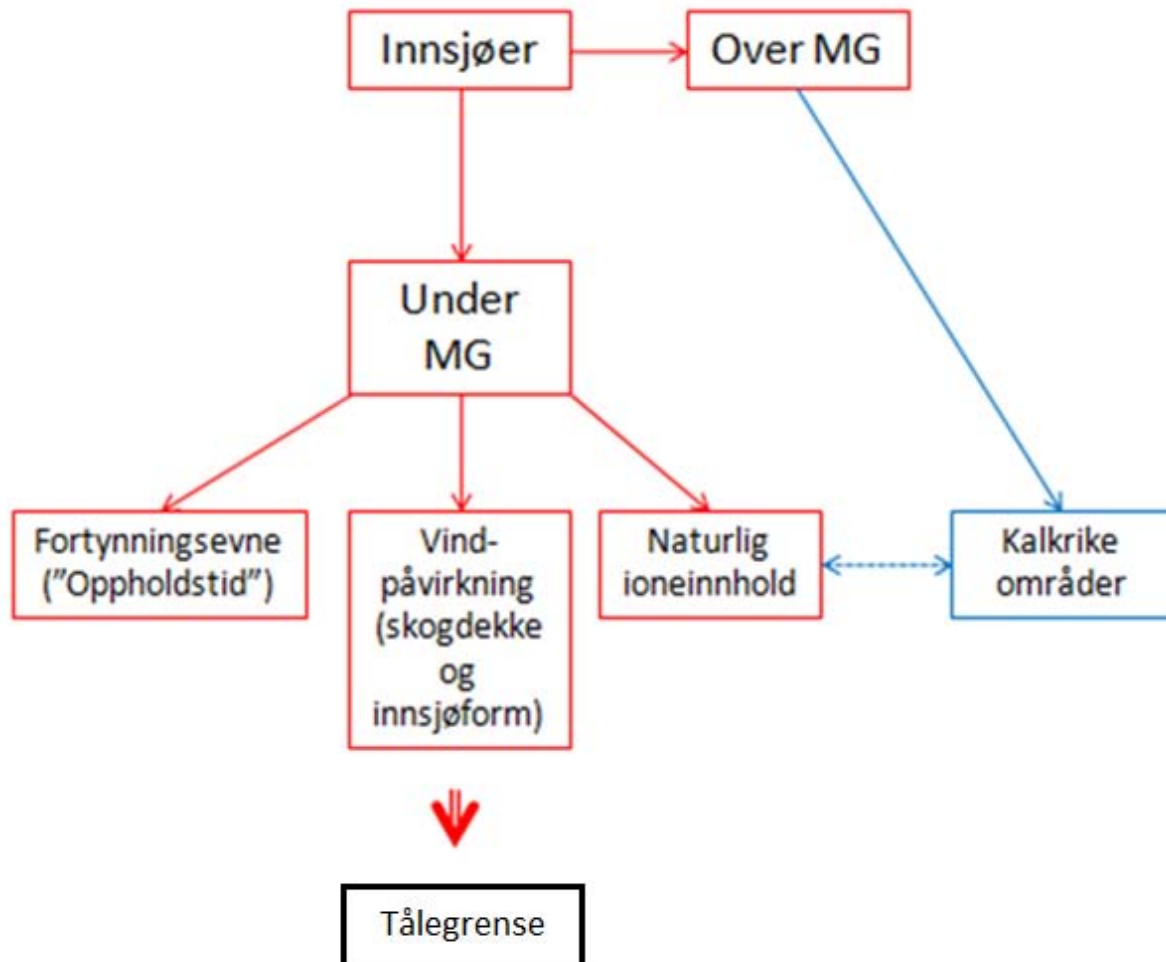 Innsjøer
Over MG
Under
MG
Fortynningsevne
("Oppholdstid")
Vind-
påvirkning
(skogdekke
og
innsjøform)
Naturlig
ioneinnhold
Kalkrike
områder
Tålegrense